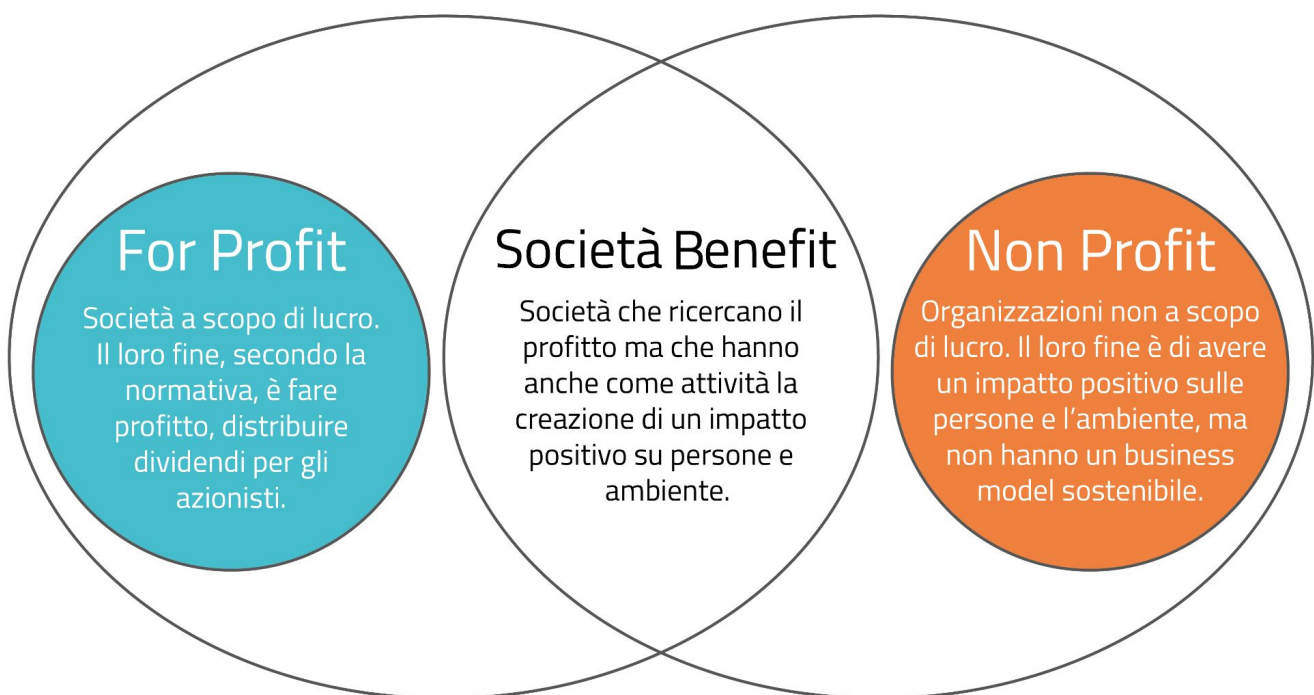 For Profit
Società a scopo di lucro.
Il loro fine, secondo la
normativa, è fare
profitto, distribuire
dividendi per gli
azionisti.
Società Benefit
Società che ricercano il
profitto ma che hanno
anche come attività la
creazione di un impatto
positivo su persone e
ambiente.
Non Profit
Organizzazioni non a scopo
di lucro. Il loro fine è di avere
un impatto positivo sulle
persone e l’ambiente, ma
non hanno un business
model sostenibile.